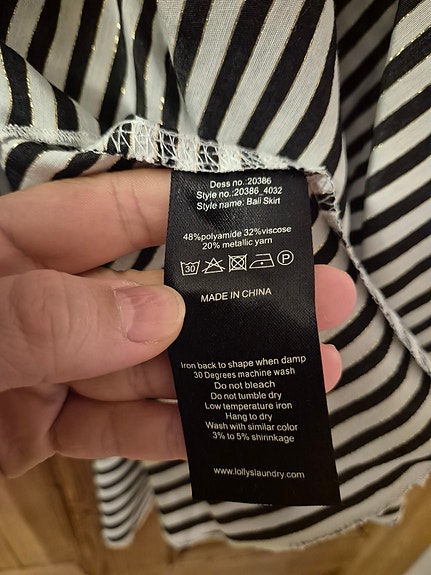 Dess no.:20386
Style no.:20386_4032
Style name: Bali Skirt
48%polyamide 32%viscose
20% metallic yarn
30 P
MADE IN CHINA
Iron back to shape when damp
30 Degrees machine wash
Do not bleach
Do not tumble dry
Low temperature iron
Hang to dry
Wash with similar color
3% to 5% shirinkage
www.lollyslaundry.com